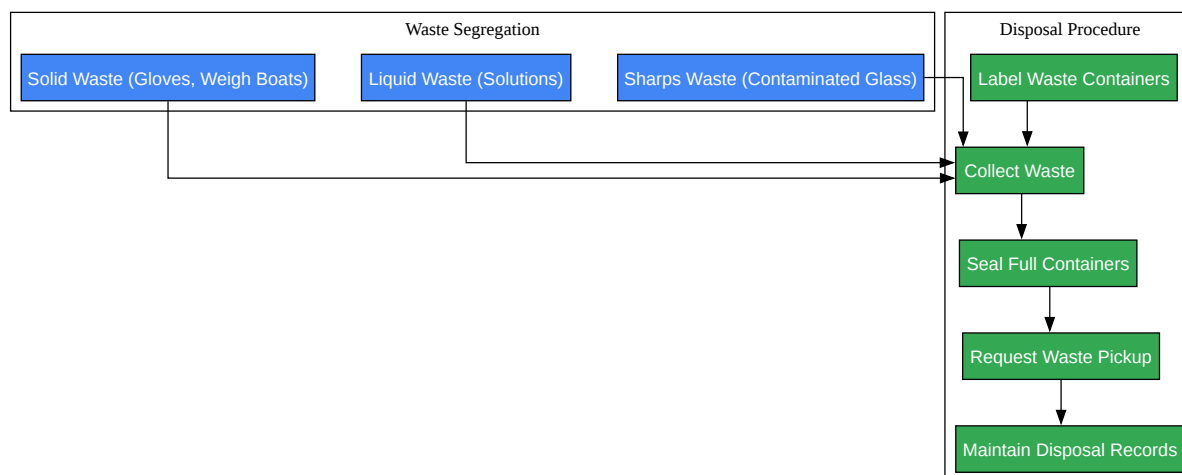 Waste Segregation
Disposal Procedure
Solid Waste (Gloves, Weigh Boats)
Liquid Waste (Solutions)
Sharps Waste (Contaminated Glass)
Label Waste Containers
Collect Waste
Seal Full Containers
Request Waste Pickup
Maintain Disposal Records